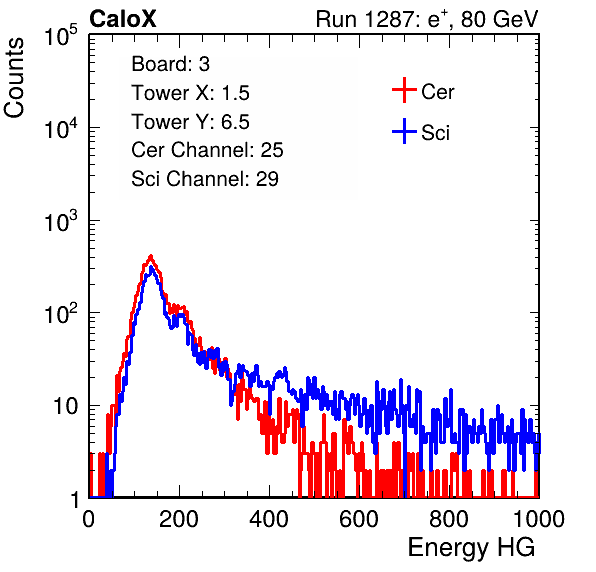 CaloX Run 1287: e⁺, 80 GeV
Counts
Board: 3
Tower X: 1.5
Tower Y: 6.5
Cer Channel: 25
Sci Channel: 29
Cer
Sci
10⁵
10⁴
10³
10²
10
1
0 200 400 600 800 1000
Energy HG